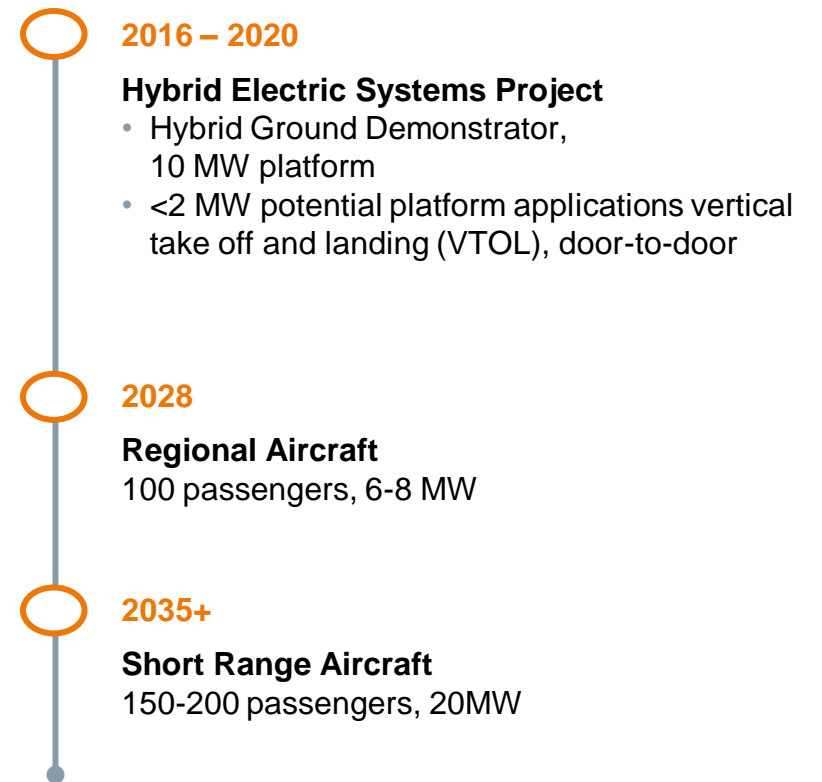 2016 – 2020
Hybrid Electric Systems Project
• Hybrid Ground Demonstrator,
10 MW platform
• <2 MW potential platform applications vertical
take off and landing (VTOL), door-to-door
2028
Regional Aircraft
100 passengers, 6-8 MW
2035+
Short Range Aircraft
150-200 passengers, 20MW